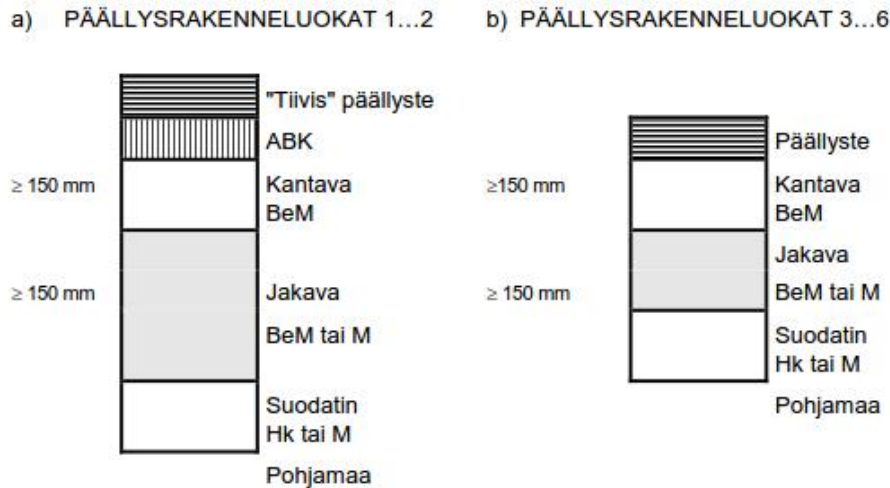 a) PÄÄLLYSRAKENNELUOKAT 1…2
"Tiivis" päällyste
ABK
≥ 150 mm
Kantava
BeM
≥ 150 mm
Jakava
BeM tai M
Suodatin
Hk tai M
Pohjamaa
b) PÄÄLLYSRAKENNELUOKAT 3…6
Päällyste
≥150 mm
Kantava
BeM
Jakava
≥ 150 mm
BeM tai M
Suodatin
Hk tai M
Pohjamaa